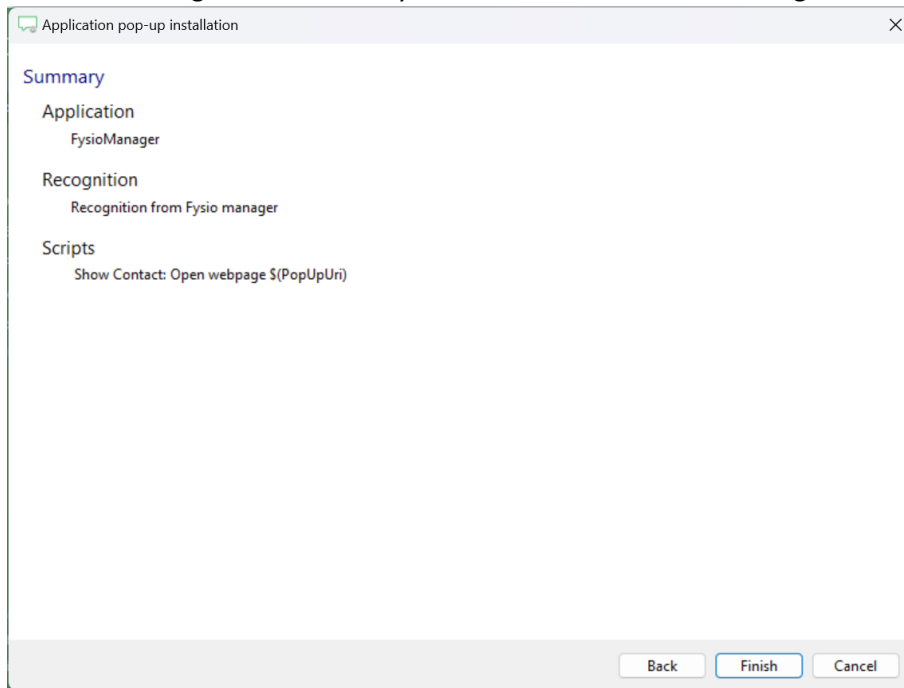 Application pop-up installation
Summary
Application
FysioManager
Recognition
Recognition from Fysio manager
Scripts
Show Contact: Open webpage $(PopUpUri)
Back Finish Cancel